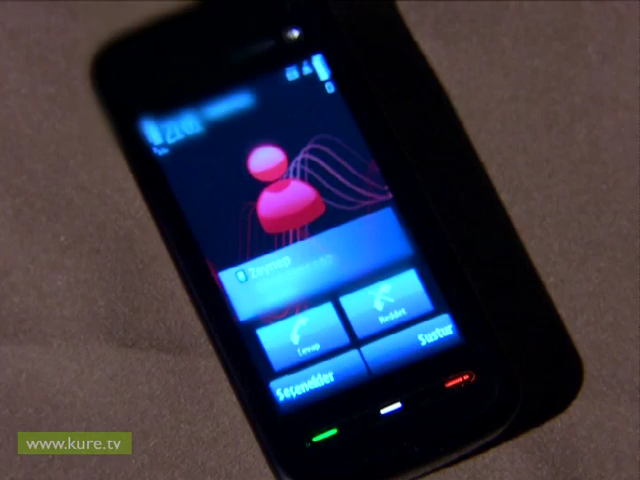 Zeynep
Cevap
Reddet
Seçenekler
Sustur
www.kure.tv